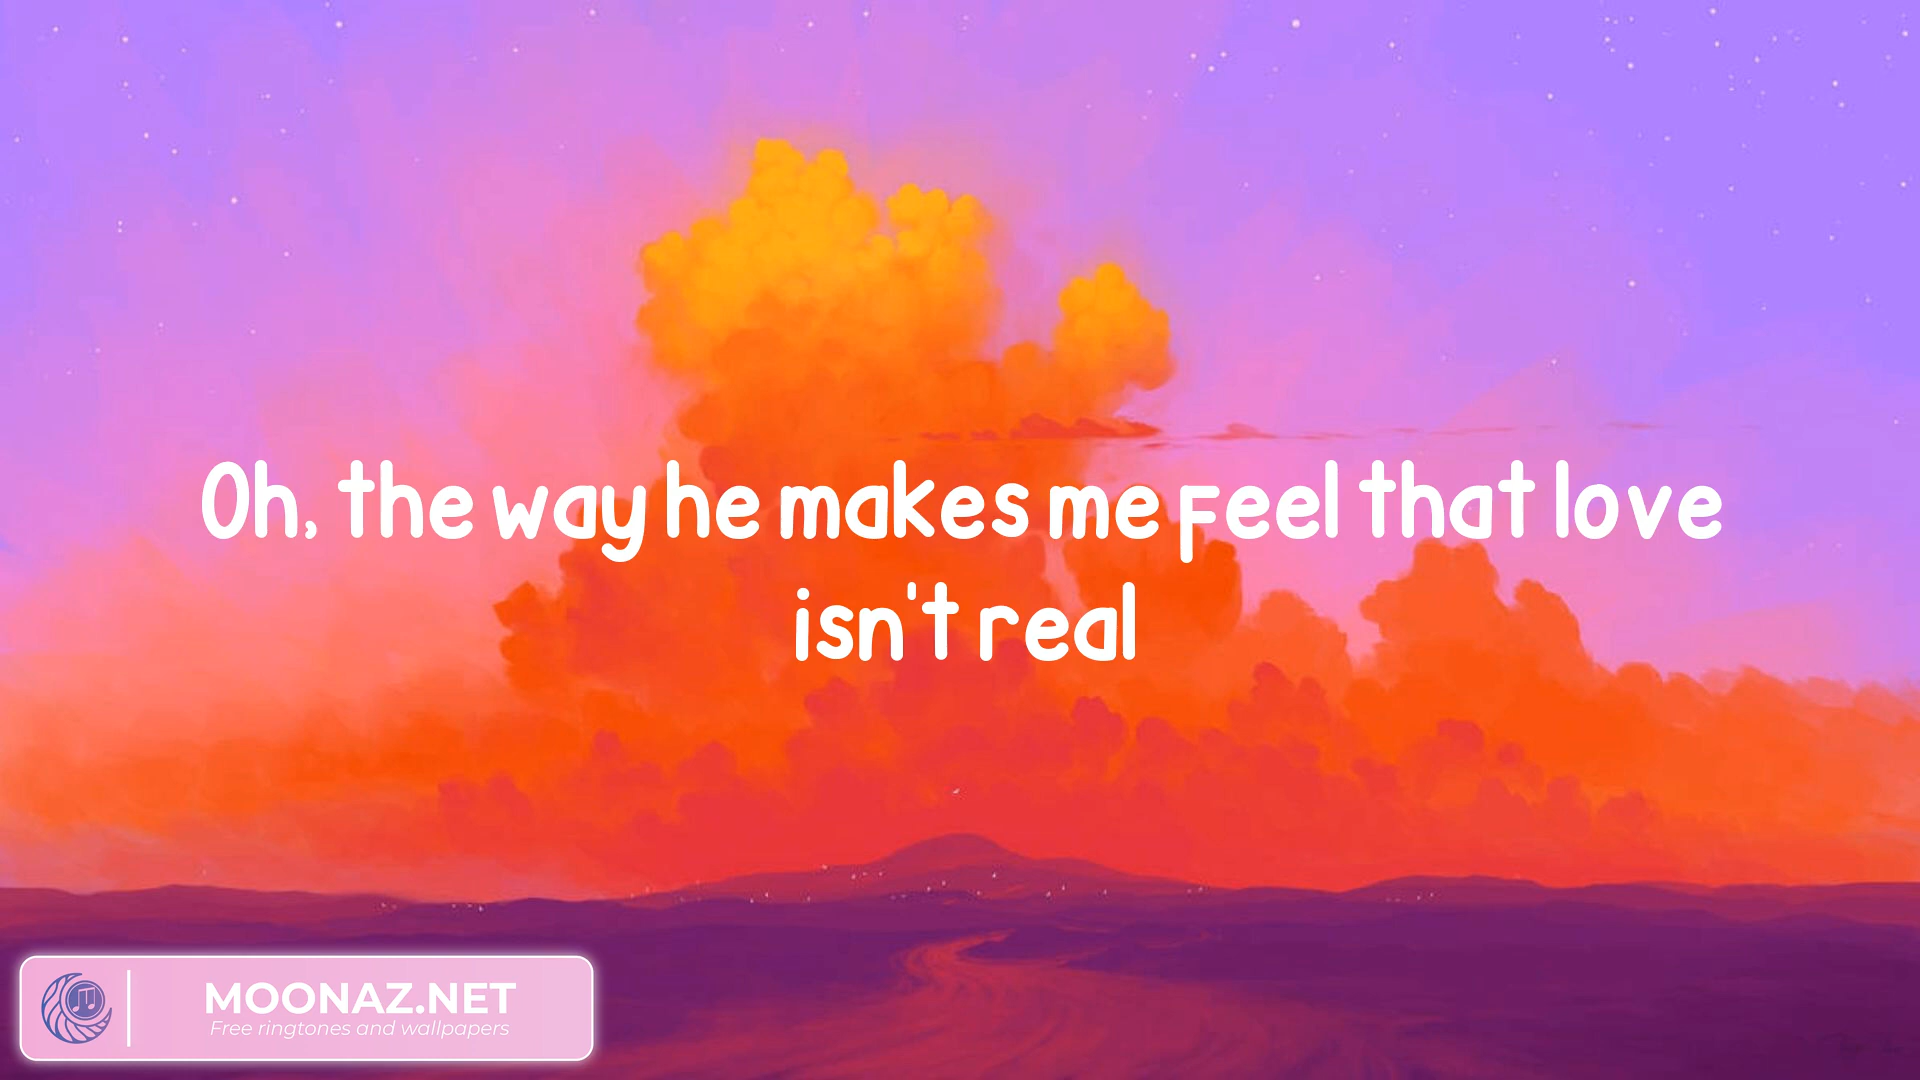 Oh, the way he makes me feel that love
isn't real
MOONAZ.NET
Free ringtones and wallpapers